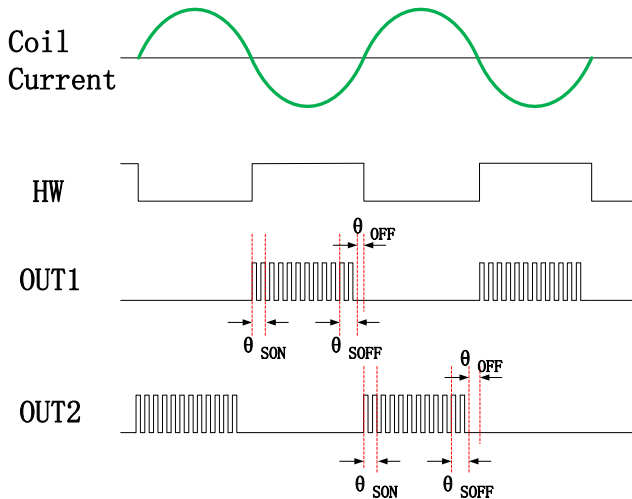 Coil
Current
HW
θ OFF
OUT1
θ SON
θ SOFF
θ OFF
OUT2
θ SON
θ SOFF